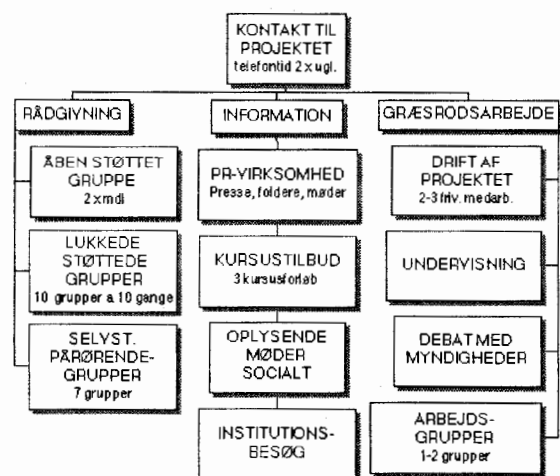 KONTAKT TIL
PROJEKTET
telefontid 2 x ugl.
RÅDGIVNING
ÅBEN STØTTET
GRUPPE
2 x mdl
LUKKEDE
STØTTEDE
GRUPPER
10 grupper a 10 gange
SELVST.
PÅRØRENDE-
GRUPPER
7 grupper
INFORMATION
PR-VIRKSOMHED
Presse, foldere, møder
KURSUSTILBUD
3 kursusforløb
OPLYSENDE
MØDER
SOCIALT
INSTITUTIONS-
BESØG
GRÆSRODSARBEJDE
DRIFT AF
PROJEKTET
2-3 friv. medarb.
UNDERVISNING
DEBAT MED
MYNDIGHEDER
ARBEJDS-
GRUPPER
1-2 grupper